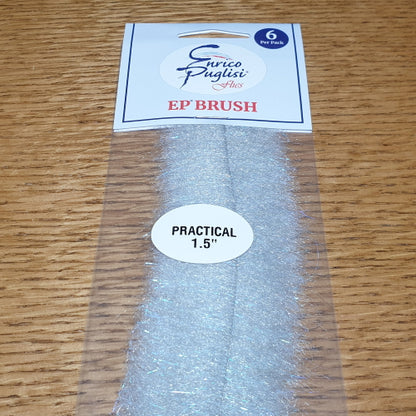 6
Per Pack
Enrico
Puglisi®
Flies
EP® BRUSH
PRACTICAL
1.5"